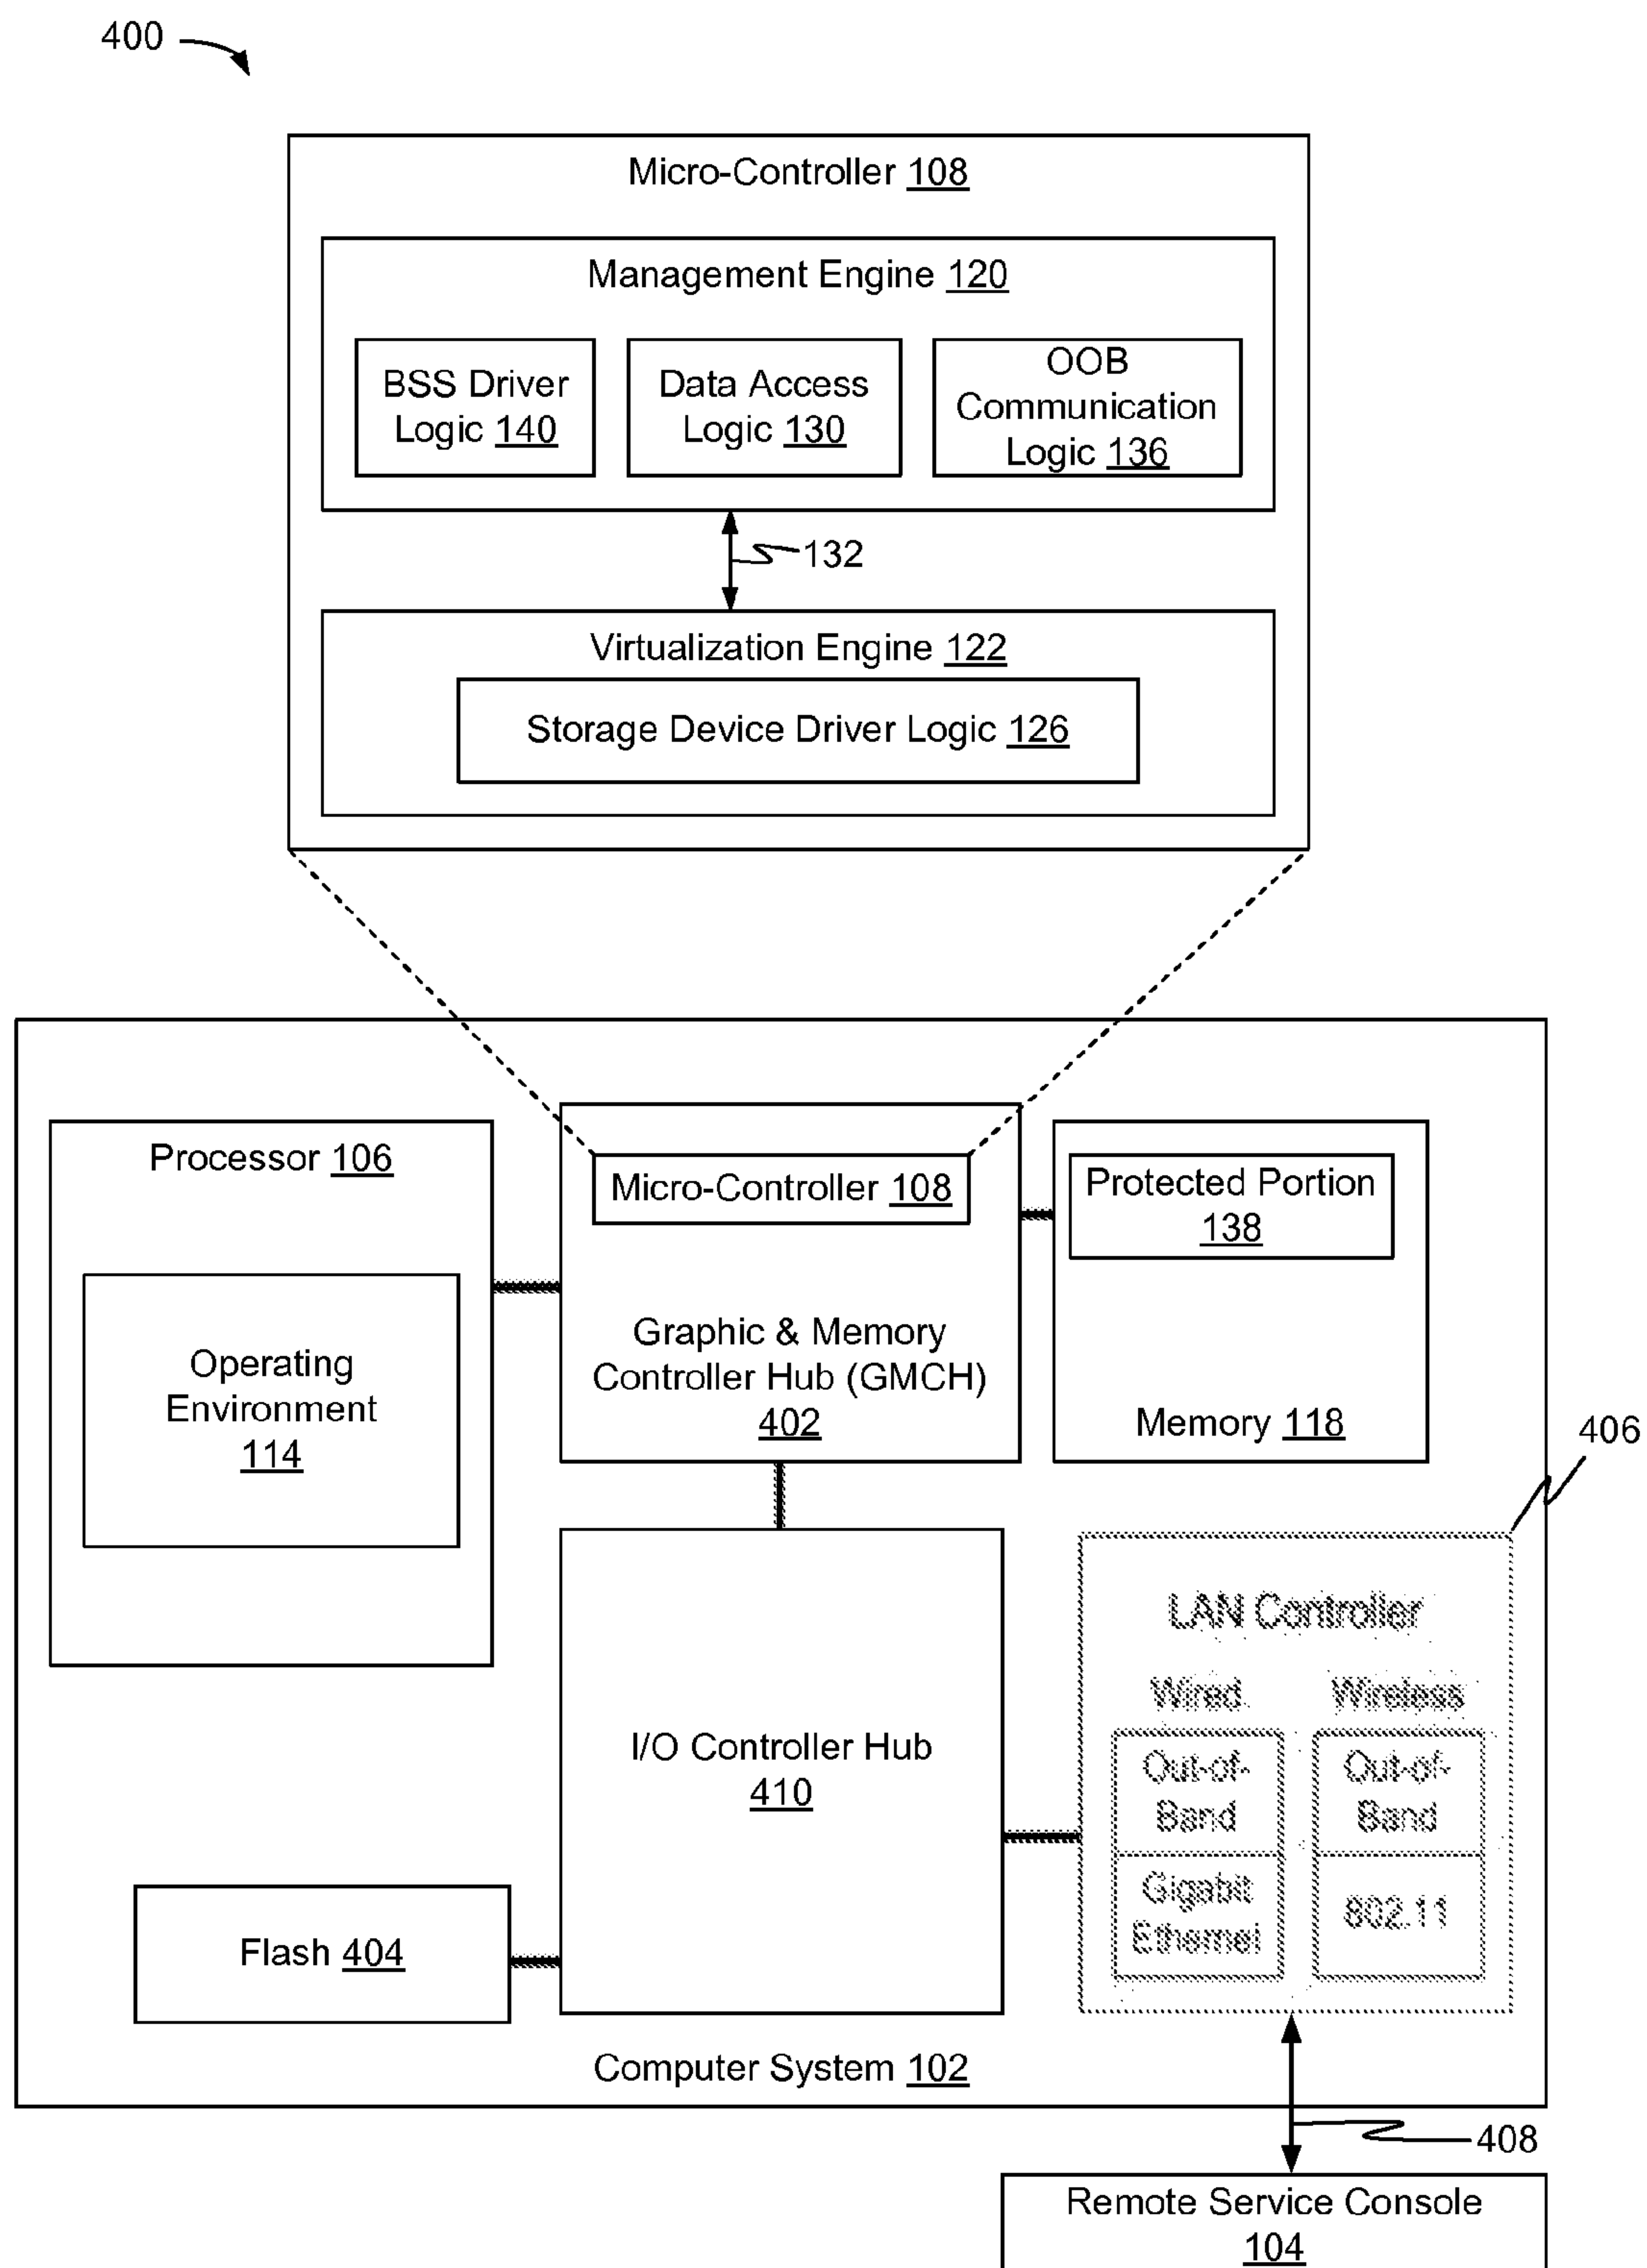 400
Micro-Controller 108
Management Engine 120
BSS Driver
Logic 140
Data Access
Logic 130
OOB
Communication
Logic 136
132
Virtualization Engine 122
Storage Device Driver Logic 126
Processor 106
Operating
Environment
114
Micro-Controller 108
Graphic & Memory
Controller Hub (GMCH)
402
Protected Portion
138
Memory 118
406
I/O Controller Hub
410
LAN Controller
Wired
Out-of-
Band
Gigabit
Ethernet
Wireless
Out-of-
Band
802.11
Flash 404
Computer System 102
408
Remote Service Console
104